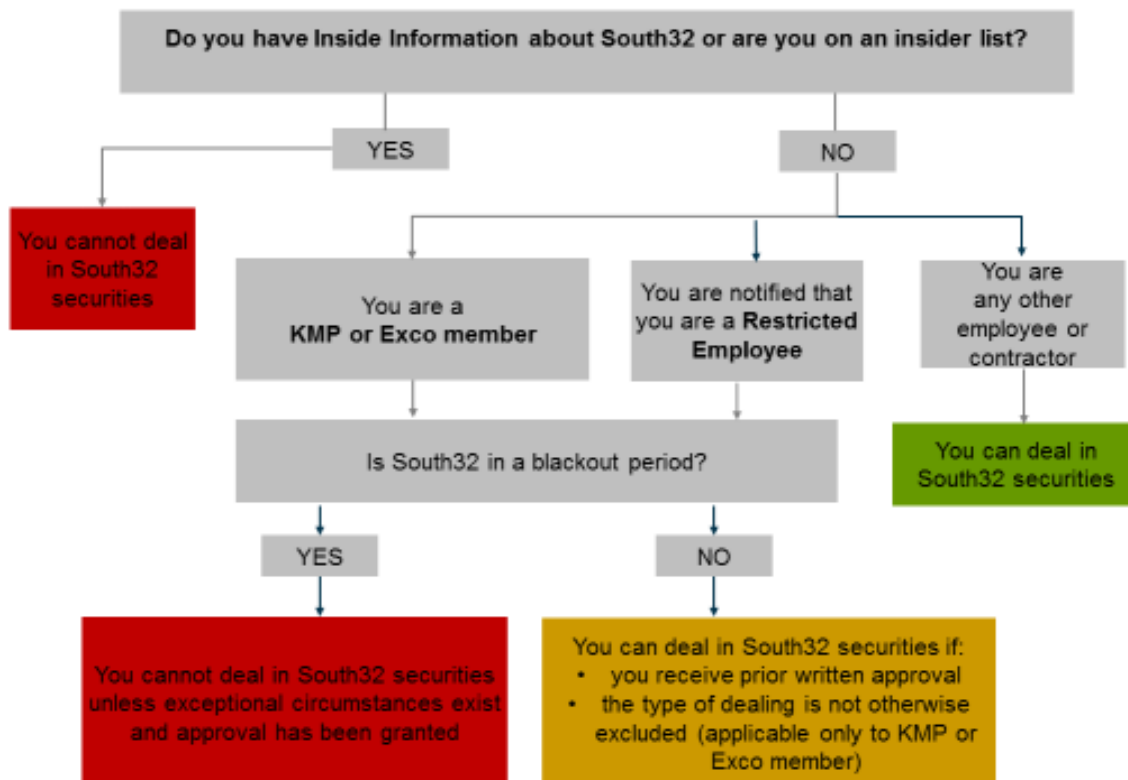 Do you have Inside Information about South32 or are you on an insider list?
YES
NO
You cannot deal
in South32
securities
You are a
KMP or Exco member
You are notified that
you are a Restricted
Employee
You are
any other
employee or
contractor
Is South32 in a blackout period?
You can deal in
South32 securities
YES
NO
You cannot deal in South32 securities
unless exceptional circumstances exist
and approval has been granted
You can deal in South32 securities if:
• you receive prior written approval
• the type of dealing is not otherwise
excluded (applicable only to KMP or
Exco member)